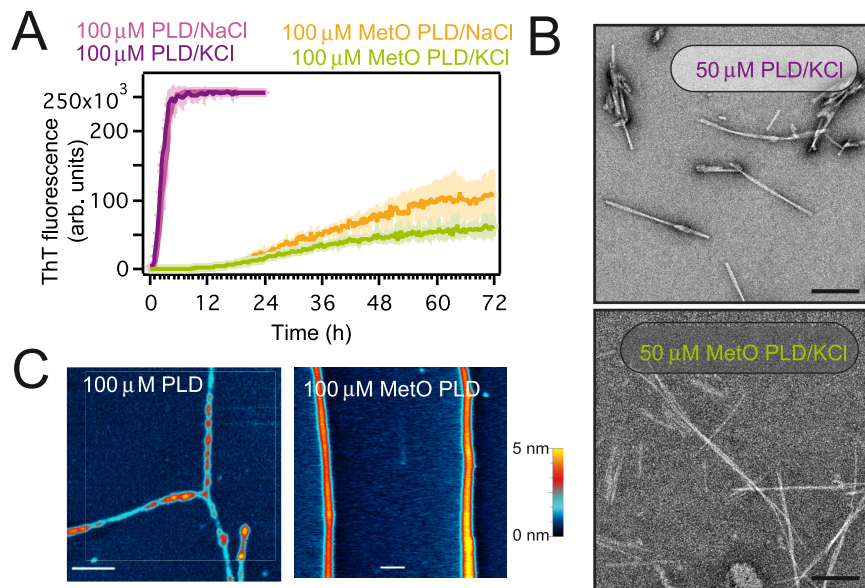 A
100 µM PLD/NaCl
100 µM PLD/KCl
100 µM MetO PLD/NaCl
100 µM MetO PLD/KCl
ThT fluorescence
(arb. units)
250x10³
200
100
0
0
12
24
36
48
60
72
Time (h)
B
50 µM PLD/KCl
50 µM MetO PLD/KCl
C
100 µM PLD
100 µM MetO PLD
5 nm
0 nm